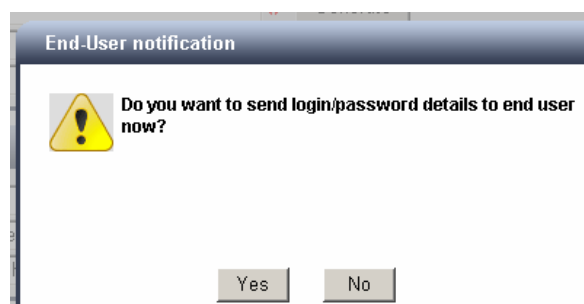 End-User notification
Do you want to send login/password details to end user
now?
Yes
No